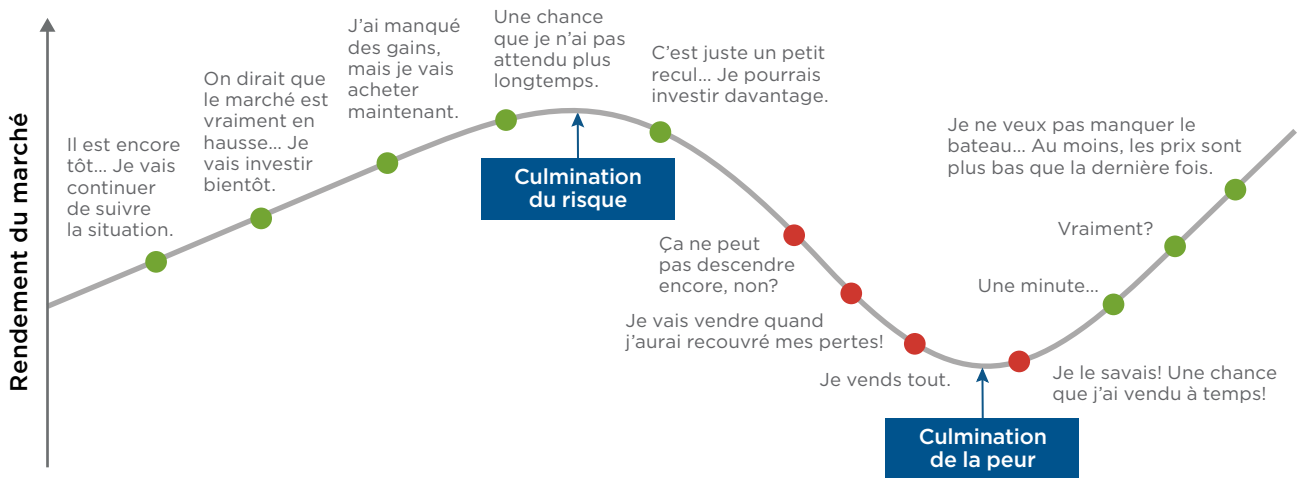 Rendement du marché
Il est encore
tôt... Je vais
continuer
de suivre
la situation.
On dirait que
le marché est
vraiment en
hausse... Je
vais investir
bientôt.
J’ai manqué
des gains,
mais je vais
acheter
maintenant.
Une chance
que je n’ai pas
attendu plus
longtemps.
Culmination
du risque
C’est juste un petit
recul... Je pourrais
investir davantage.
Ça ne peut
pas descendre
encore, non?
Je vais vendre quand
j’aurai recouvré mes pertes!
Je vends tout.
Culmination
de la peur
Je le savais! Une chance
que j’ai vendu à temps!
Une minute...
Vraiment?
Je ne veux pas manquer le
bateau... Au moins, les prix sont
plus bas que la dernière fois.